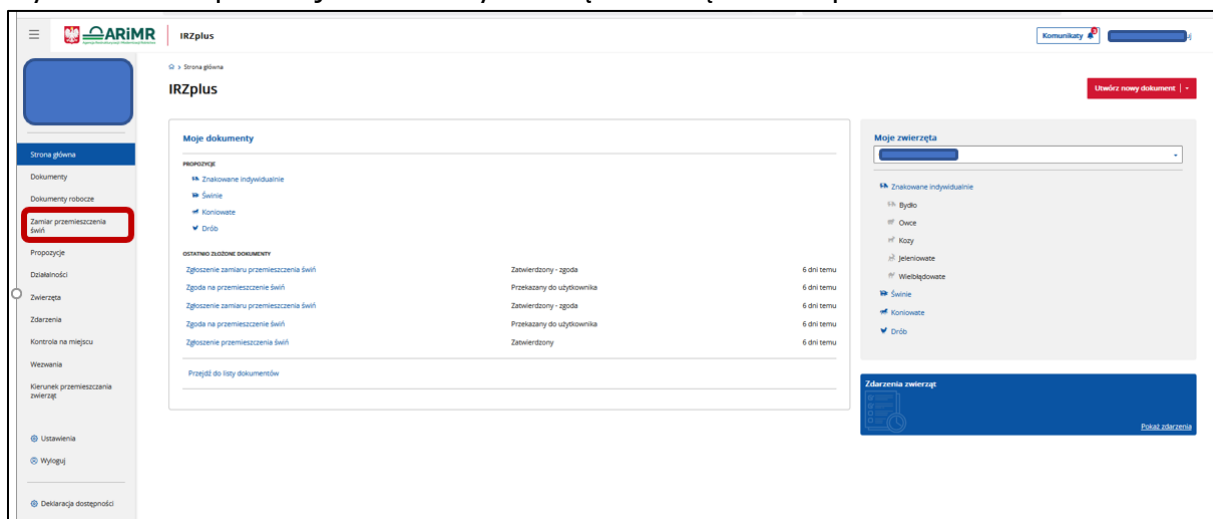 ARiMR
IRZplus
Komunikaty
Strona główna
IRZplus
Utwórz nowy dokument
Strona główna
Dokumenty
Dokumenty robocze
Zamiar przemieszczenia
świń
Propozycje
Działalności
Zwierzęta
Zdarzenia
Kontrola na miejscu
Wezwania
Kierunek przemieszczania
zwierząt
Ustawienia
Wyloguj
Deklaracja dostępności
Moje dokumenty
PROPOZYCJE
Znakowane indywidualnie
Świnie
Koniowate
Drób
OSTATNIO ZŁOŻONE DOKUMENTY
Zgłoszenie zamiaru przemieszczenia świń Zatwierdzony - zgoda 6 dni temu
Zgoda na przemieszczenie świń Przekazany do użytkownika 6 dni temu
Zgłoszenie zamiaru przemieszczenia świń Zatwierdzony - zgoda 6 dni temu
Zgoda na przemieszczenie świń Przekazany do użytkownika 6 dni temu
Zgłoszenie przemieszczenia świń Zatwierdzony 6 dni temu
Przejdź do listy dokumentów
Moje zwierzęta
Znakowane indywidualnie
Bydło
Owce
Kozy
Jeleniowate
Wielbłądowate
Świnie
Koniowate
Drób
Zdarzenia zwierząt
Pokaż zdarzenia